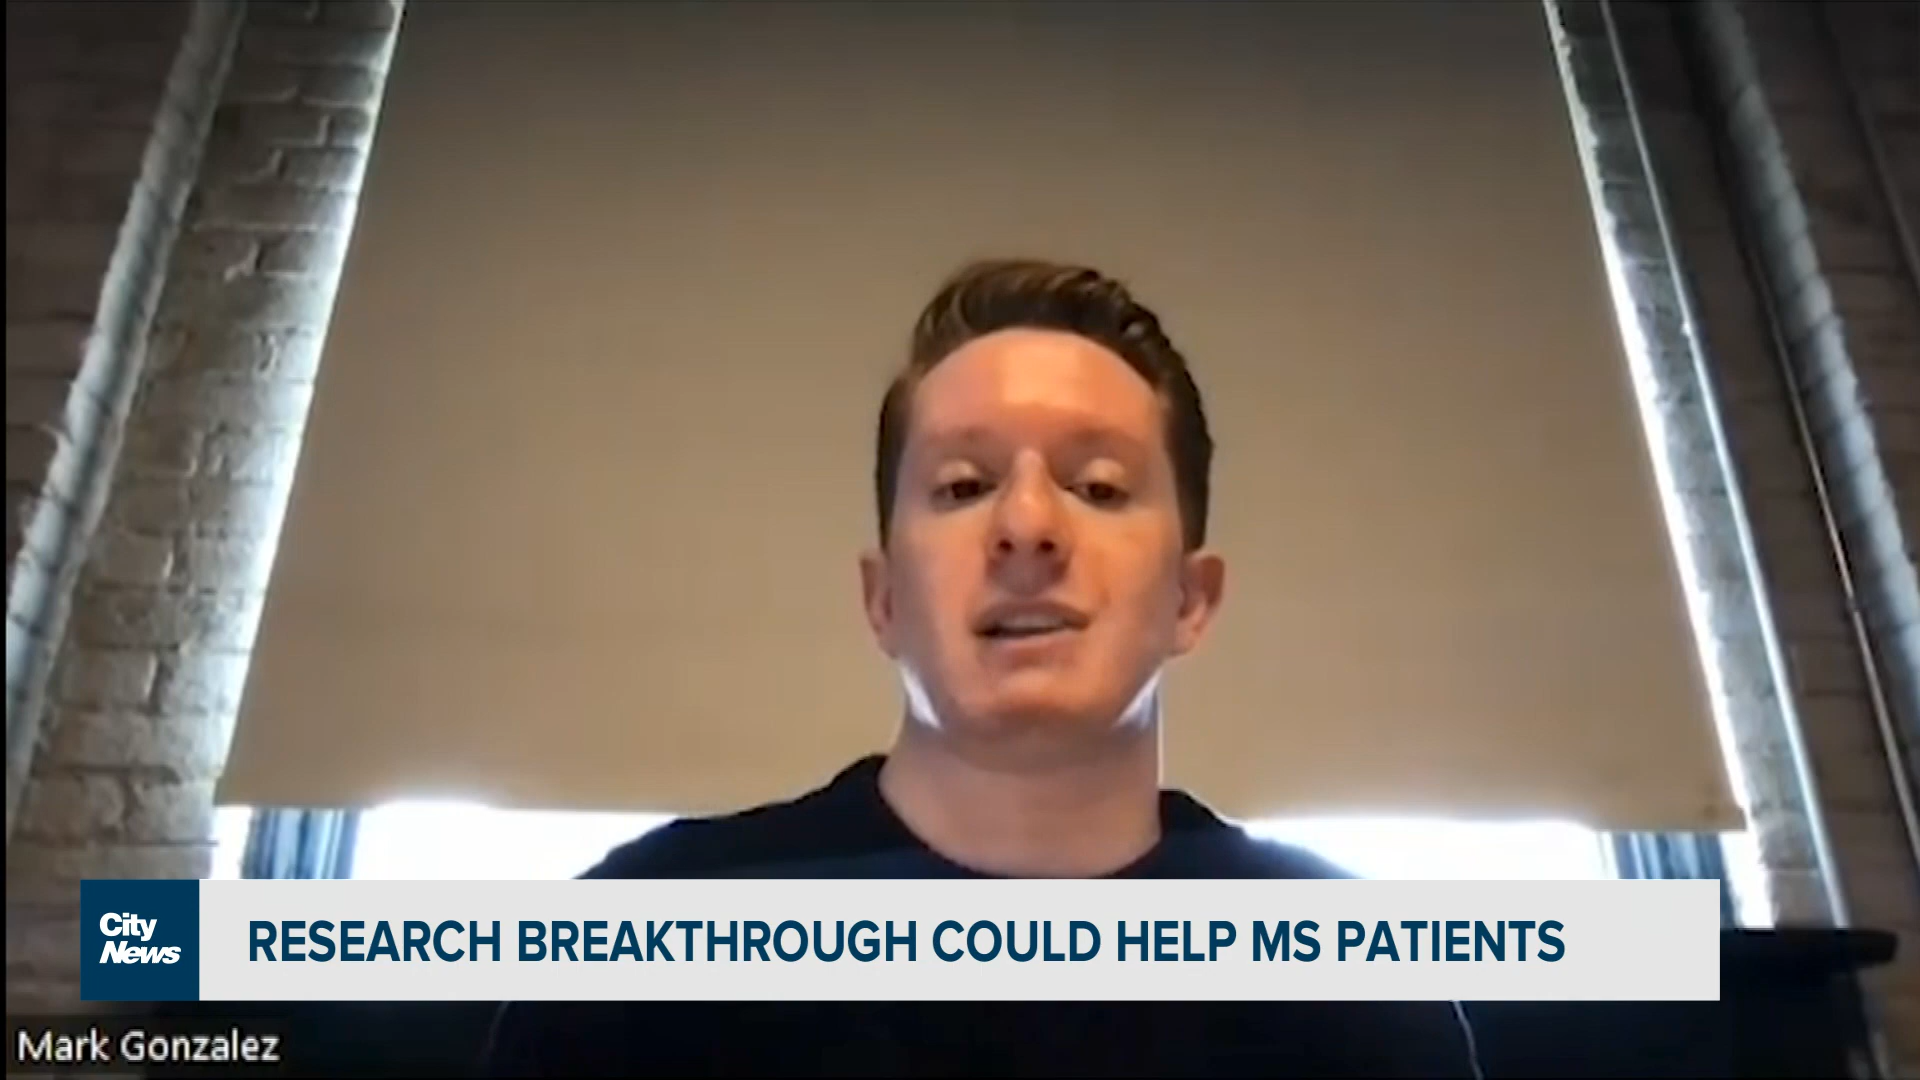 City
News
RESEARCH BREAKTHROUGH COULD HELP MS PATIENTS
Mark Gonzalez